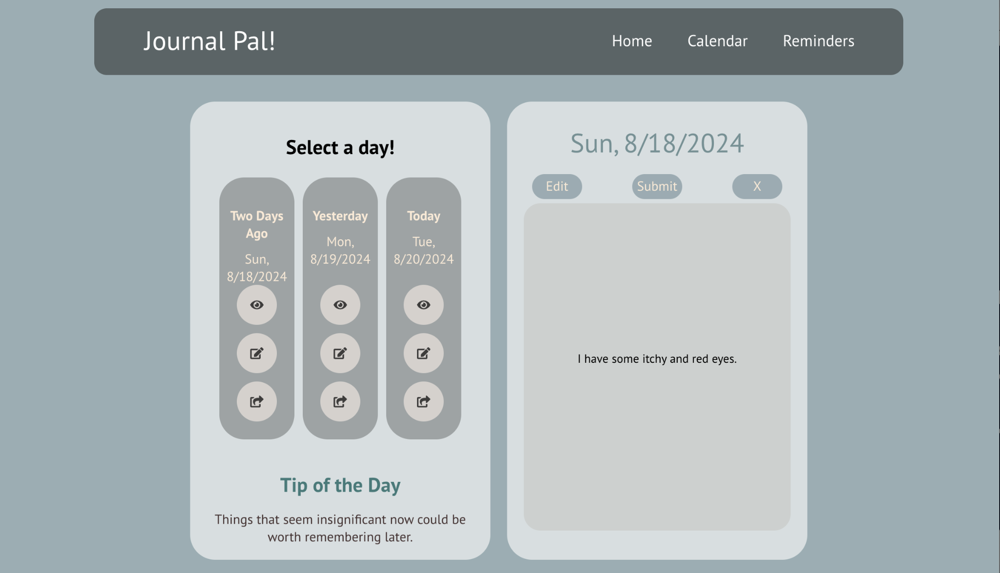 Journal Pal!
Home
Calendar
Reminders
Select a day!
Two Days
Ago
Sun,
8/18/2024
Yesterday
Mon,
8/19/2024
Today
Tue,
8/20/2024
Tip of the Day
Things that seem insignificant now could be
worth remembering later.
Sun, 8/18/2024
Edit
Submit
X
I have some itchy and red eyes.